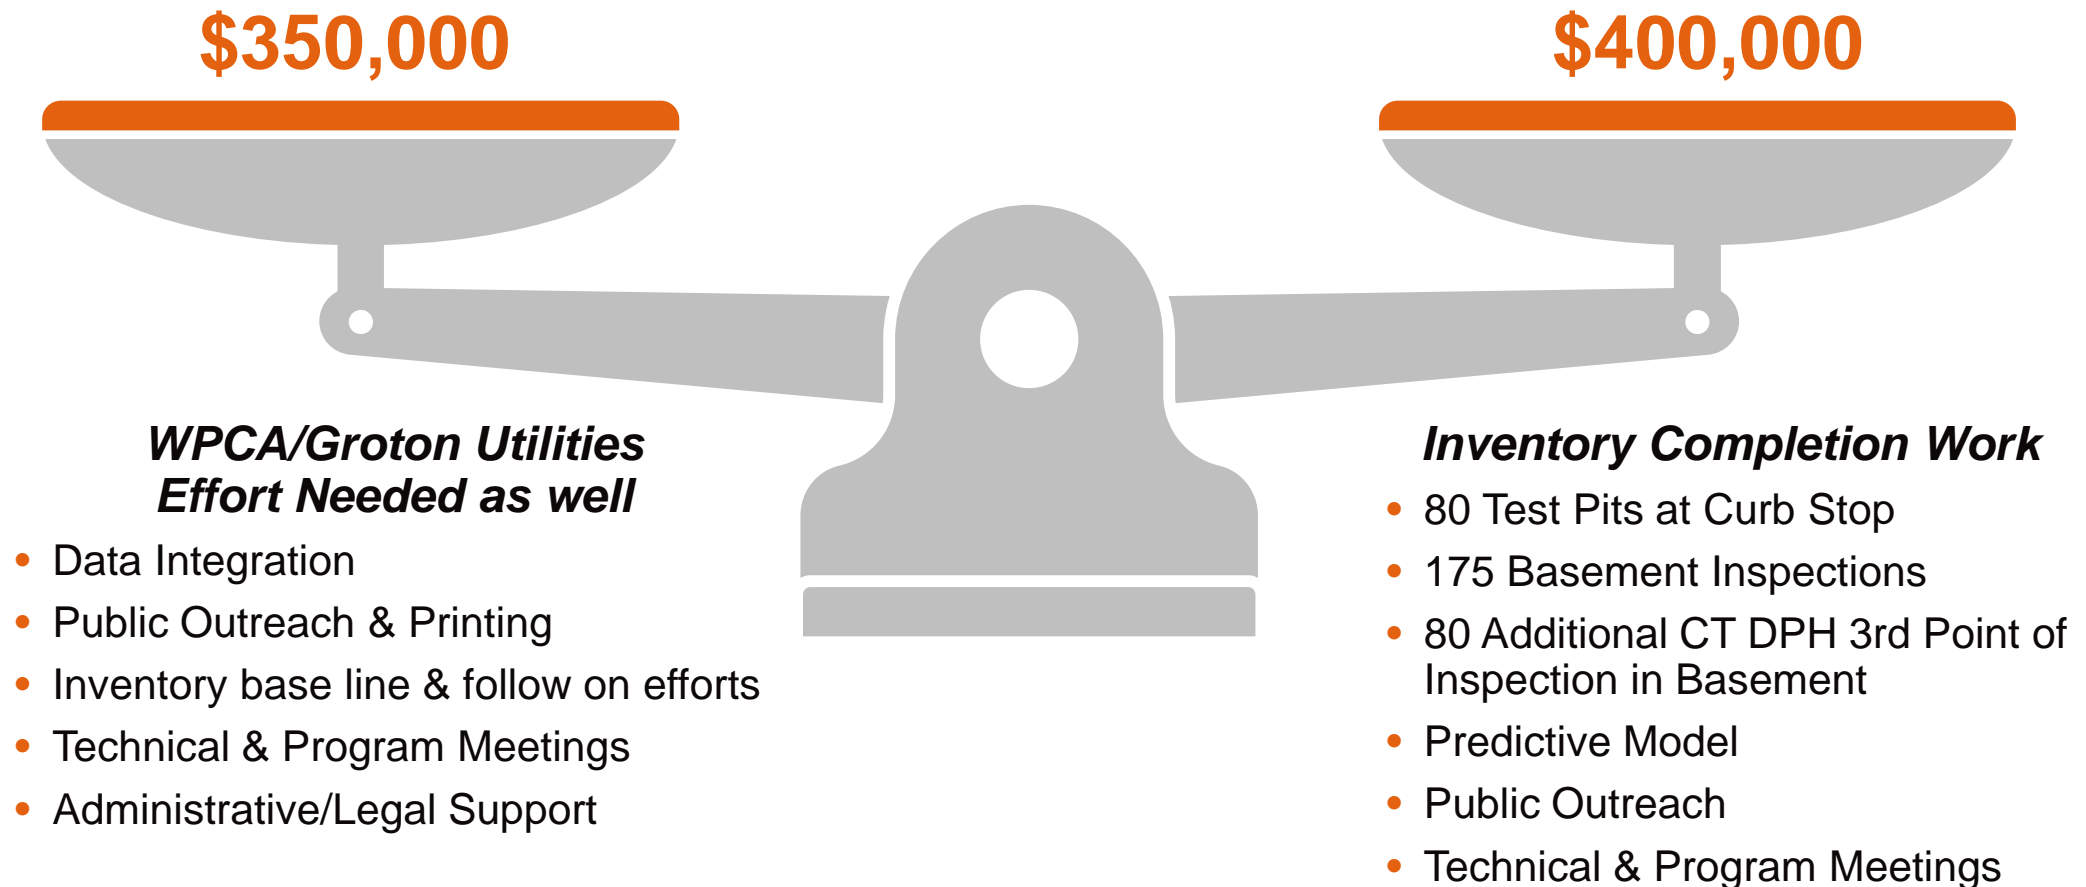 $350,000
WPCA/Groton Utilities
Effort Needed as well
• Data Integration
• Public Outreach & Printing
• Inventory base line & follow on efforts
• Technical & Program Meetings
• Administrative/Legal Support
$400,000
Inventory Completion Work
• 80 Test Pits at Curb Stop
• 175 Basement Inspections
• 80 Additional CT DPH 3rd Point of
Inspection in Basement
• Predictive Model
• Public Outreach
• Technical & Program Meetings